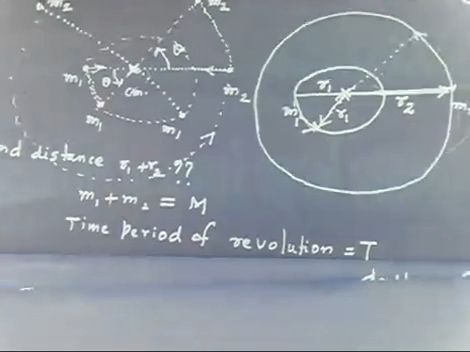 m₂ m₂
θ
m₁ θ cm m₂
m₁ m₁
r₁
m₁ r₁ r₂ m
nd distance r₁+r₂ ??
m₁ + m₂ = M
Time period of revolution = T